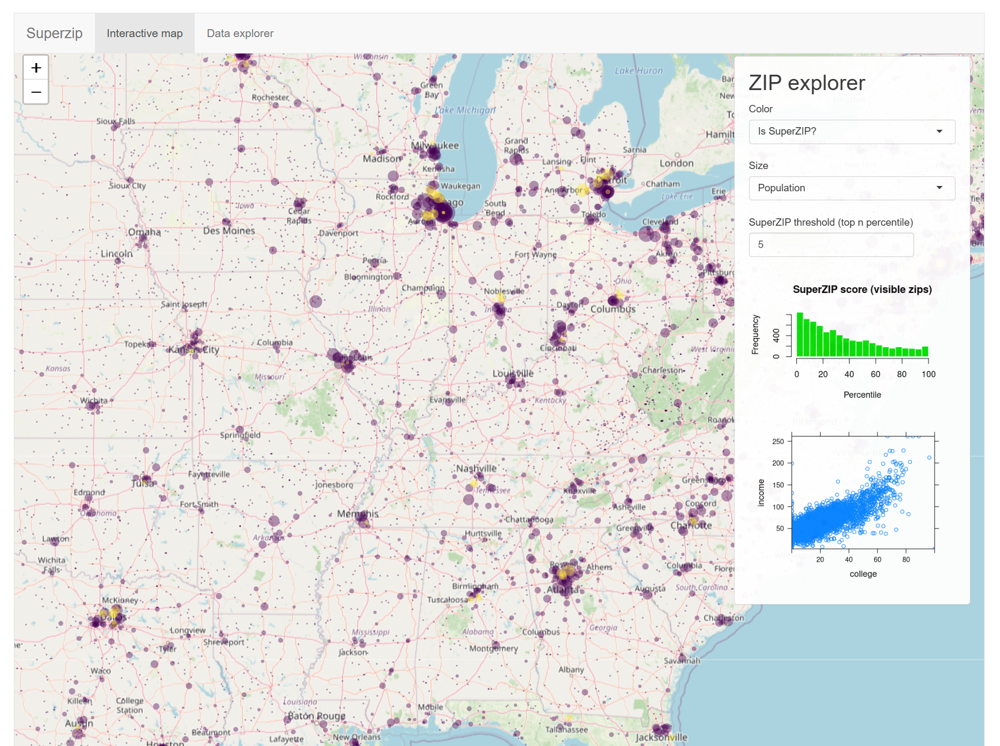 Superzip
Interactive map
Data explorer
+
−
Wisconsin
Lake Huron
Green
Bay
Rochester
Lake Michigan
Sioux Falls
Milwaukee
Madison
Grand
Rapids
Lansing
Flint
Sarnia
London
Kenosha
Sioux City
Waukegan
Rockford
Ann Arbor
Detroit
Chatham
Erie
Lake Erie
Iowa
Cedar
Rapids
South
Bend
Aurora
Toledo
Cleveland
Omaha
Des Moines
Davenport
Lincoln
Fort Wayne
Akron
Peoria
Bloomington
Champaign
Noblesville
Ohio
Saint Joseph
Illinois
Indiana
Dayton
Columbus
Topeka
Kansas City
Columbia
Saint Louis
Cincinnati
West Virginia
Kansas
Missouri
Louisville
Charleston
Wichita
Evansville
Kentucky
Springfield
Nashville
Tennessee
Fayetteville
Jonesboro
Tulsa
Edmond
Oklahoma
Fort Smith
Knoxville
Greensboro
Concord
Asheville
Memphis
Chattanooga
Charlotte
Greenville
Huntsville
Lawton
Arkansas
Wichita
Falls
Roswell
Athens
Columbia
Atlanta
Birmingham
Augusta
South Carolina
Tuscaloosa
McKinney
Dallas
Charleston
Longview
Mississippi
Alabama
Columbus
Georgia
Shreveport
Tyler
Jackson
Montgomery
Savannah
Waco
Albany
Killeen
College
Station
Louisiana
Mobile
Baton Rouge
Austin
Beaumont
Lafayette
New Orleans
Tallahassee
Jacksonville
Houston
ZIP explorer
Color
Is SuperZIP?
Size
Population
SuperZIP threshold (top n percentile)
5
SuperZIP score (visible zips)
Frequency
0
400
0 20 40 60 80 100
Percentile
250
200
150
100
50
income
20 40 60 80
college